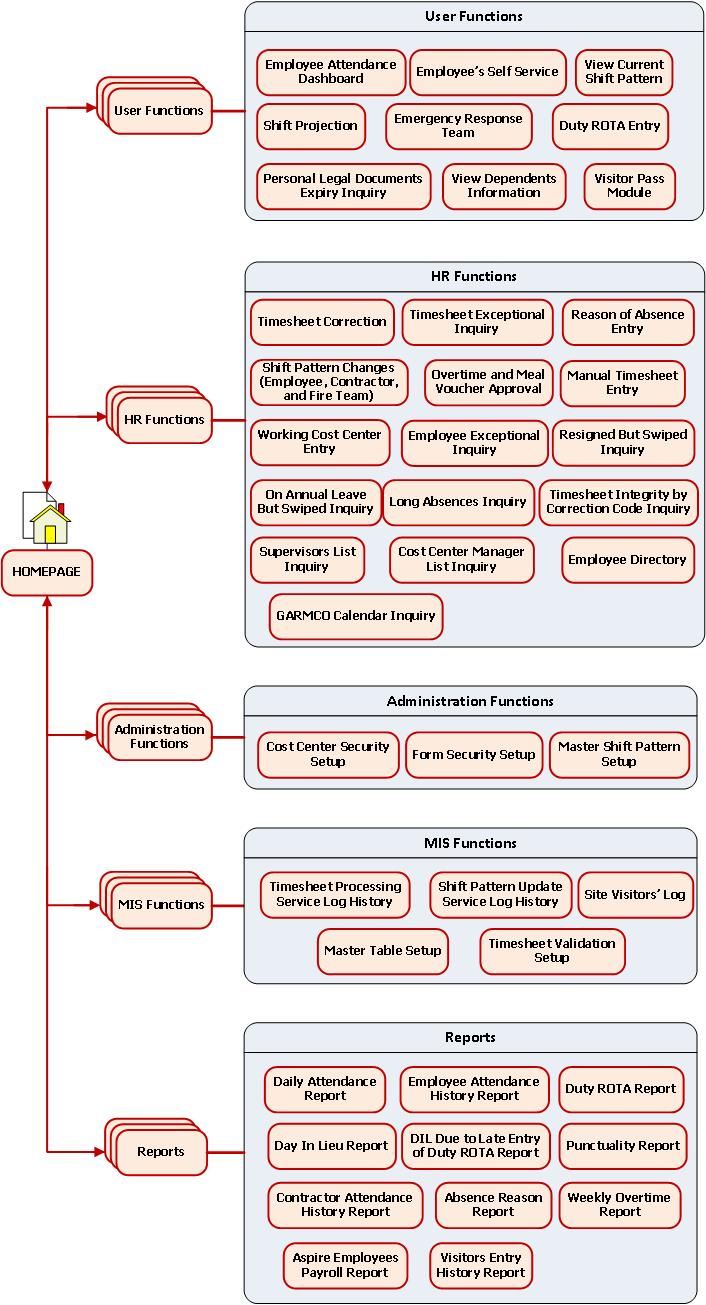 User Functions
Employee Attendance
Dashboard
Employee's Self Service
View Current
Shift Pattern
User Functions
Shift Projection
Emergency Response
Team
Duty ROTA Entry
Personal Legal Documents
Expiry Inquiry
View Dependents
Information
Visitor Pass
Module
HR Functions
Timesheet Correction
Timesheet Exceptional
Inquiry
Reason of Absence
Entry
Shift Pattern Changes
(Employee, Contractor,
and Fire Team)
Overtime and Meal
Voucher Approval
Manual Timesheet
Entry
HR Functions
Working Cost Center
Entry
Employee Exceptional
Inquiry
Resigned But Swiped
Inquiry
On Annual Leave
But Swiped Inquiry
Long Absences Inquiry
Timesheet Integrity by
Correction Code Inquiry
Supervisors List
Inquiry
Cost Center Manager
List Inquiry
Employee Directory
HOMEPAGE
GARMCO Calendar Inquiry
Administration Functions
Administration
Functions
Cost Center Security
Setup
Form Security Setup
Master Shift Pattern
Setup
MIS Functions
Timesheet Processing
Service Log History
Shift Pattern Update
Service Log History
Site Visitors' Log
MIS Functions
Master Table Setup
Timesheet Validation
Setup
Reports
Daily Attendance
Report
Employee Attendance
History Report
Duty ROTA Report
Reports
Day In Lieu Report
DIL Due to Late Entry
of Duty ROTA Report
Punctuality Report
Contractor Attendance
History Report
Absence Reason
Report
Weekly Overtime
Report
Aspire Employees
Payroll Report
Visitors Entry
History Report